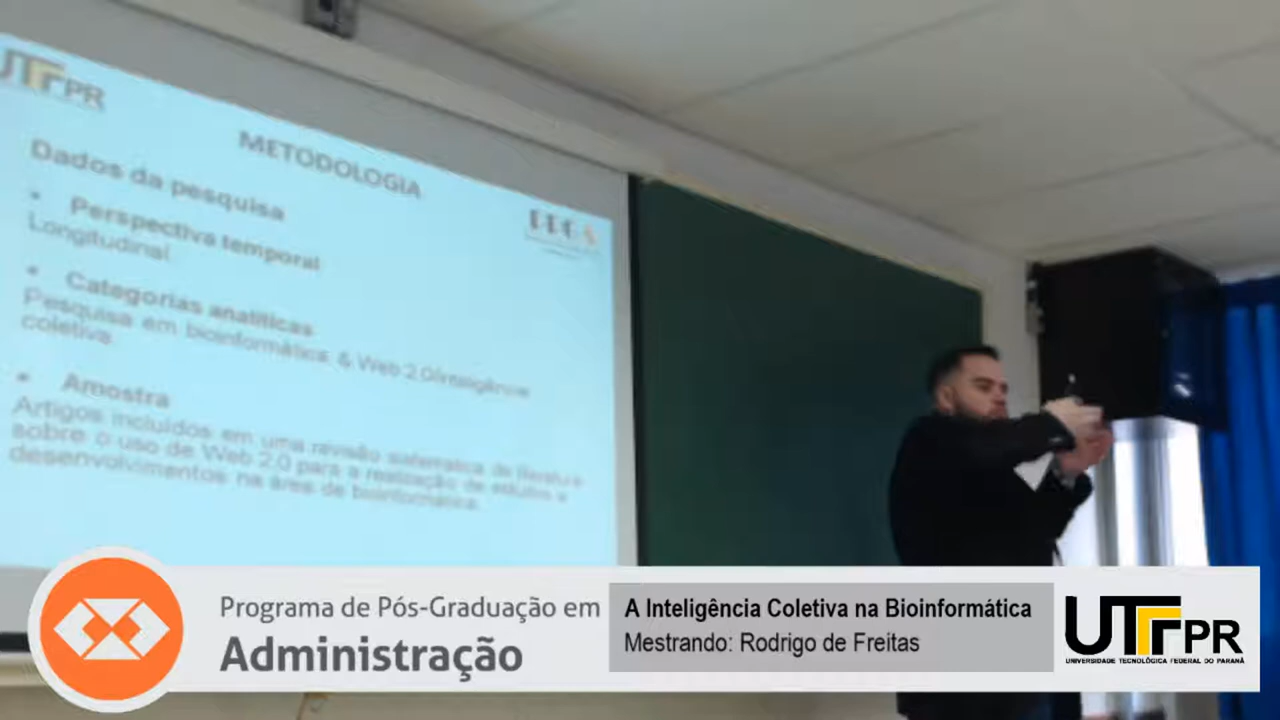 UTFPR
METODOLOGIA
PPGA
Dados da pesquisa
• Perspectiva temporal
Longitudinal
• Categorias analíticas
Pesquisa em bioinformática & Web 2.0/inteligência
coletiva
• Amostra
Artigos incluídos em uma revisão sistemática de literatura
sobre o uso de Web 2.0 para a realização de estudos e
desenvolvimentos na área de bioinformática.
Programa de Pós-Graduação em
Administração
A Inteligência Coletiva na Bioinformática
Mestrando: Rodrigo de Freitas
UTFPR
UNIVERSIDADE TECNOLÓGICA FEDERAL DO PARANÁ